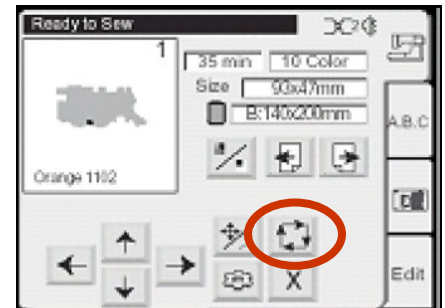 Ready to Sew
1
35 min 10 Color
Size 93x47mm
B:140x200mm
A.B.C
Orange 1102
X
Edit